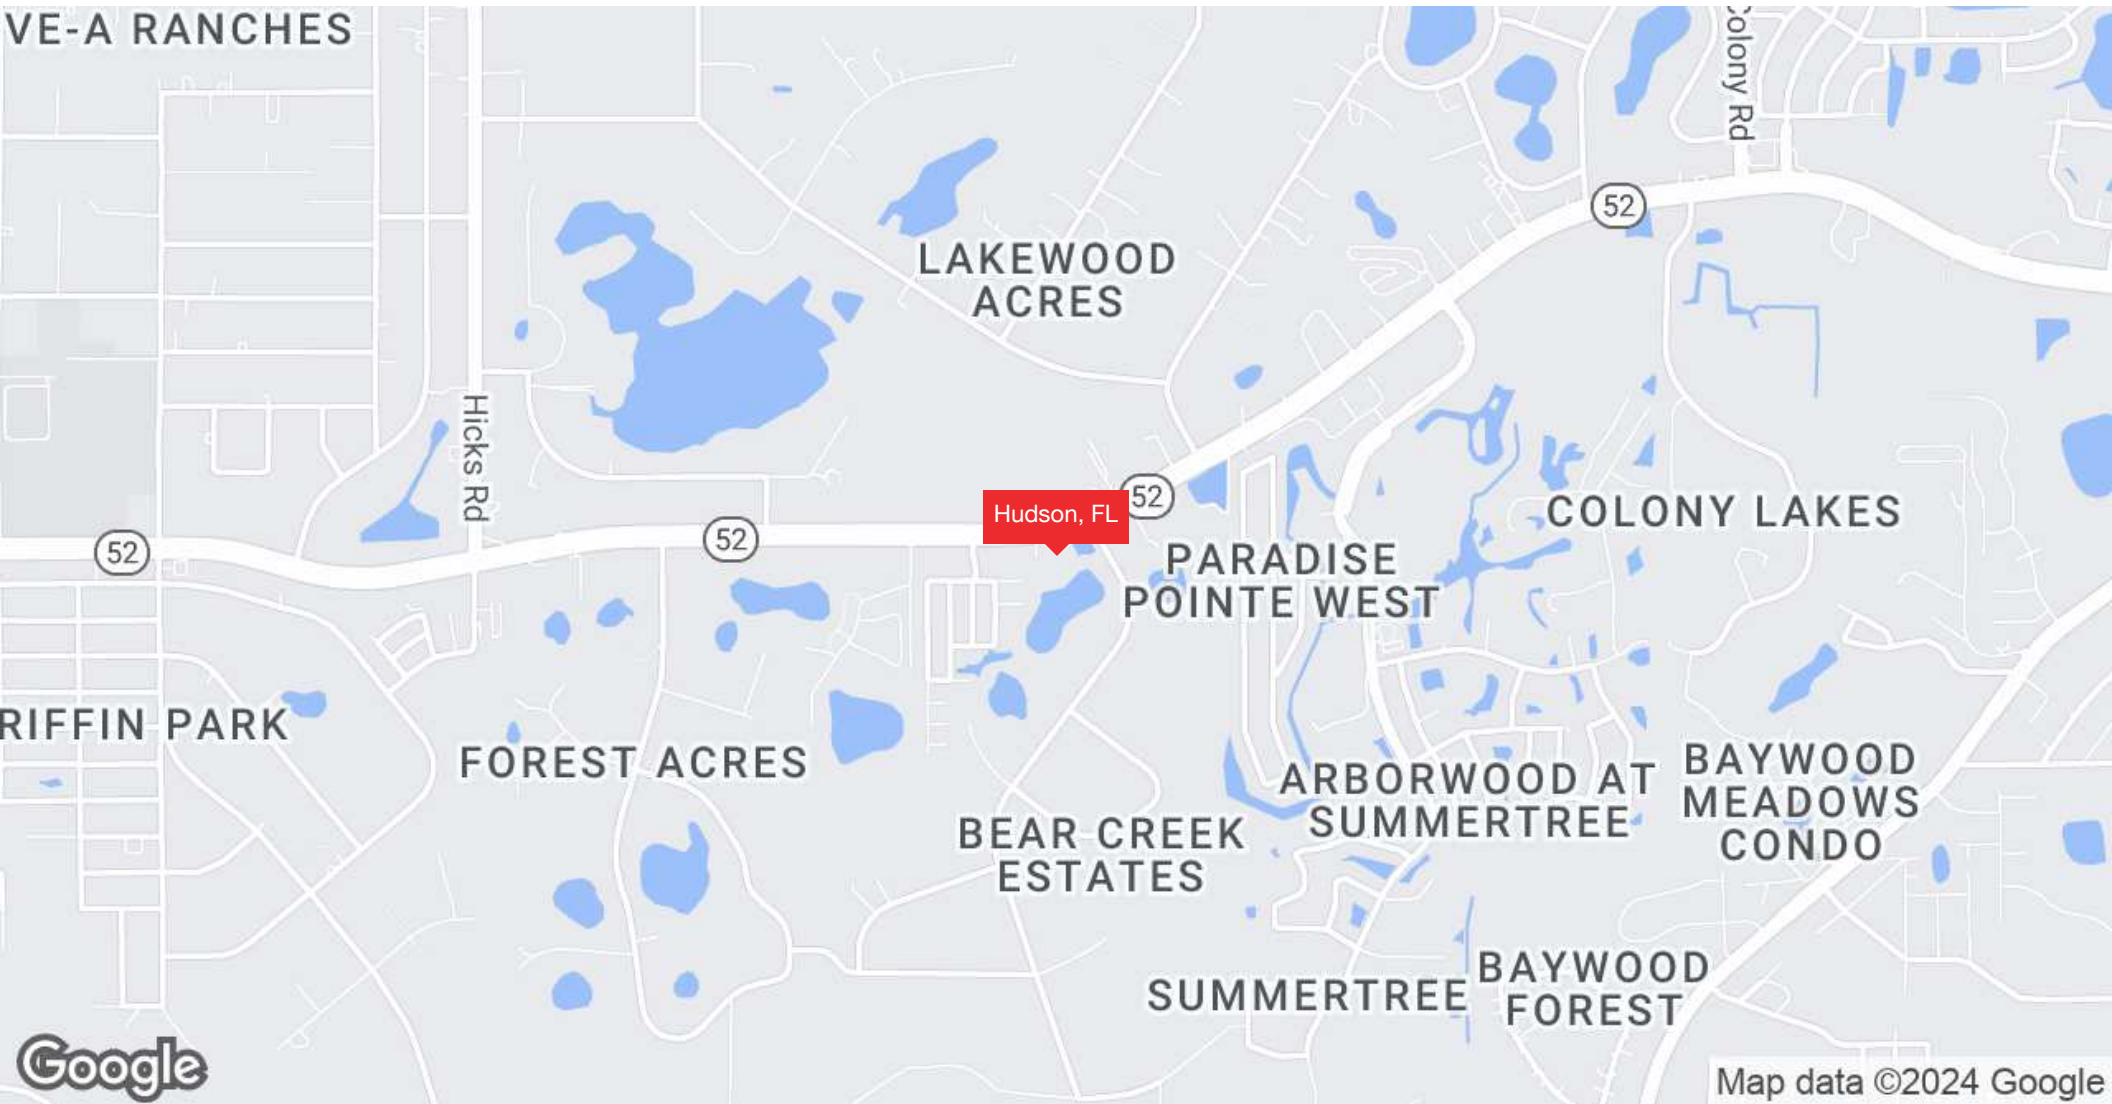 VE-A RANCHES
Colony Rd
52
LAKEWOOD
ACRES
Hicks Rd
52
Hudson, FL
COLONY LAKES
52
52
PARADISE
POINTE WEST
RIFFIN PARK
FOREST ACRES
ARBORWOOD AT
SUMMERTREE
BAYWOOD
MEADOWS
CONDO
BEAR CREEK
ESTATES
SUMMERTREE
BAYWOOD
FOREST
Google
Map data ©2024 Google